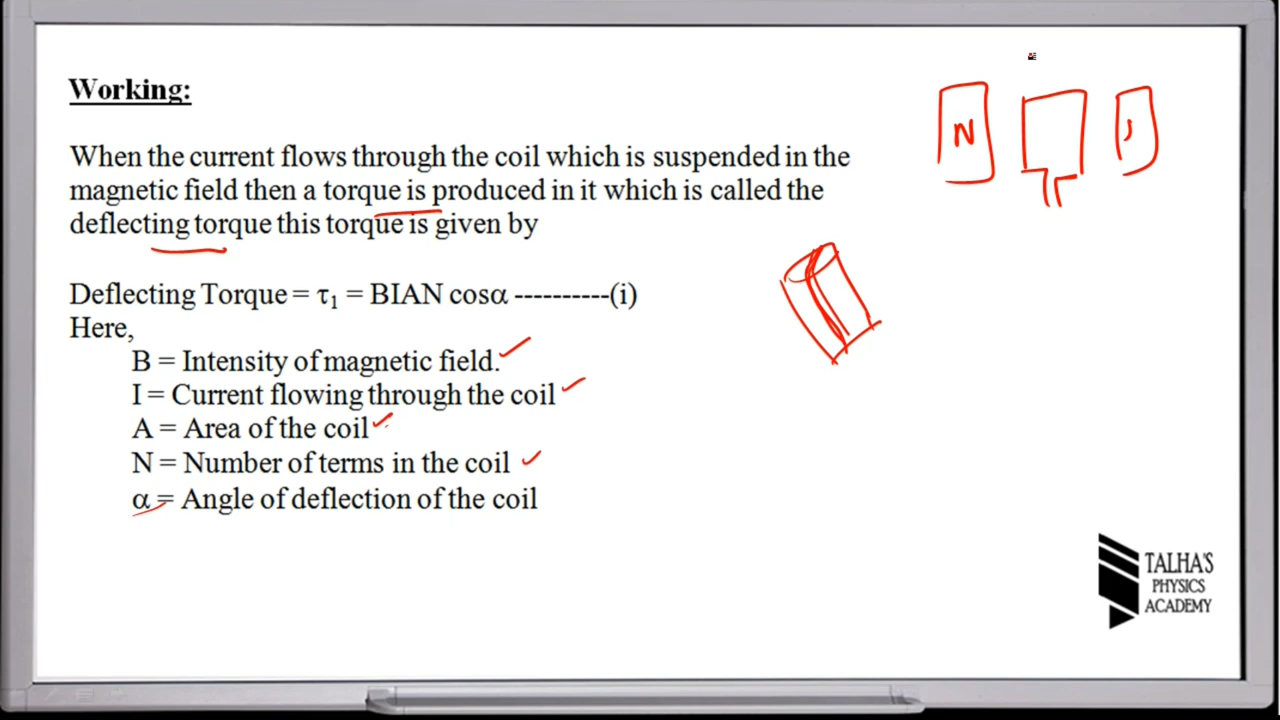 Working:
When the current flows through the coil which is suspended in the
magnetic field then a torque is produced in it which is called the
deflecting torque this torque is given by
Deflecting Torque = τ₁ = BIAN cosα ----------(i)
Here,
B = Intensity of magnetic field.
I = Current flowing through the coil
A = Area of the coil
N = Number of terms in the coil
α = Angle of deflection of the coil
N
TALHA'S
PHYSICS
ACADEMY